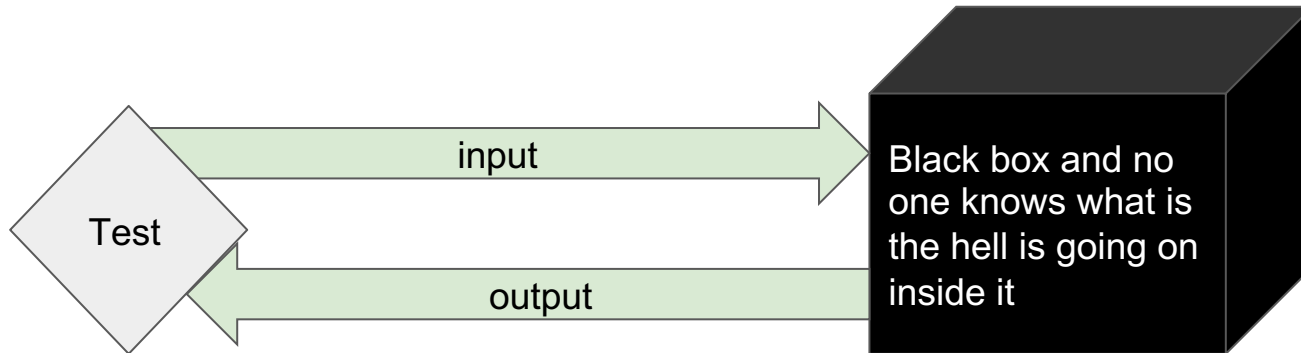 input
Test
output
Black box and no
one knows what is
the hell is going on
inside it